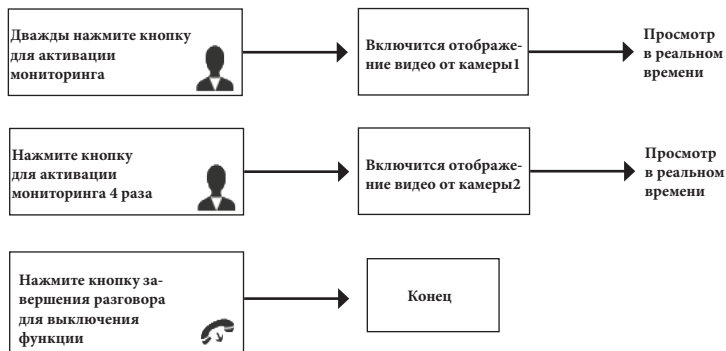 Дважды нажмите кнопку
для активации
мониторинга
Включится отображе-
ние видео от камеры1
Просмотр
в реальном
времени
Нажмите кнопку
для активации
мониторинга 4 раза
Включится отображе-
ние видео от камеры2
Просмотр
в реальном
времени
Нажмите кнопку за-
вершения разговора
для выключения
функции
Конец